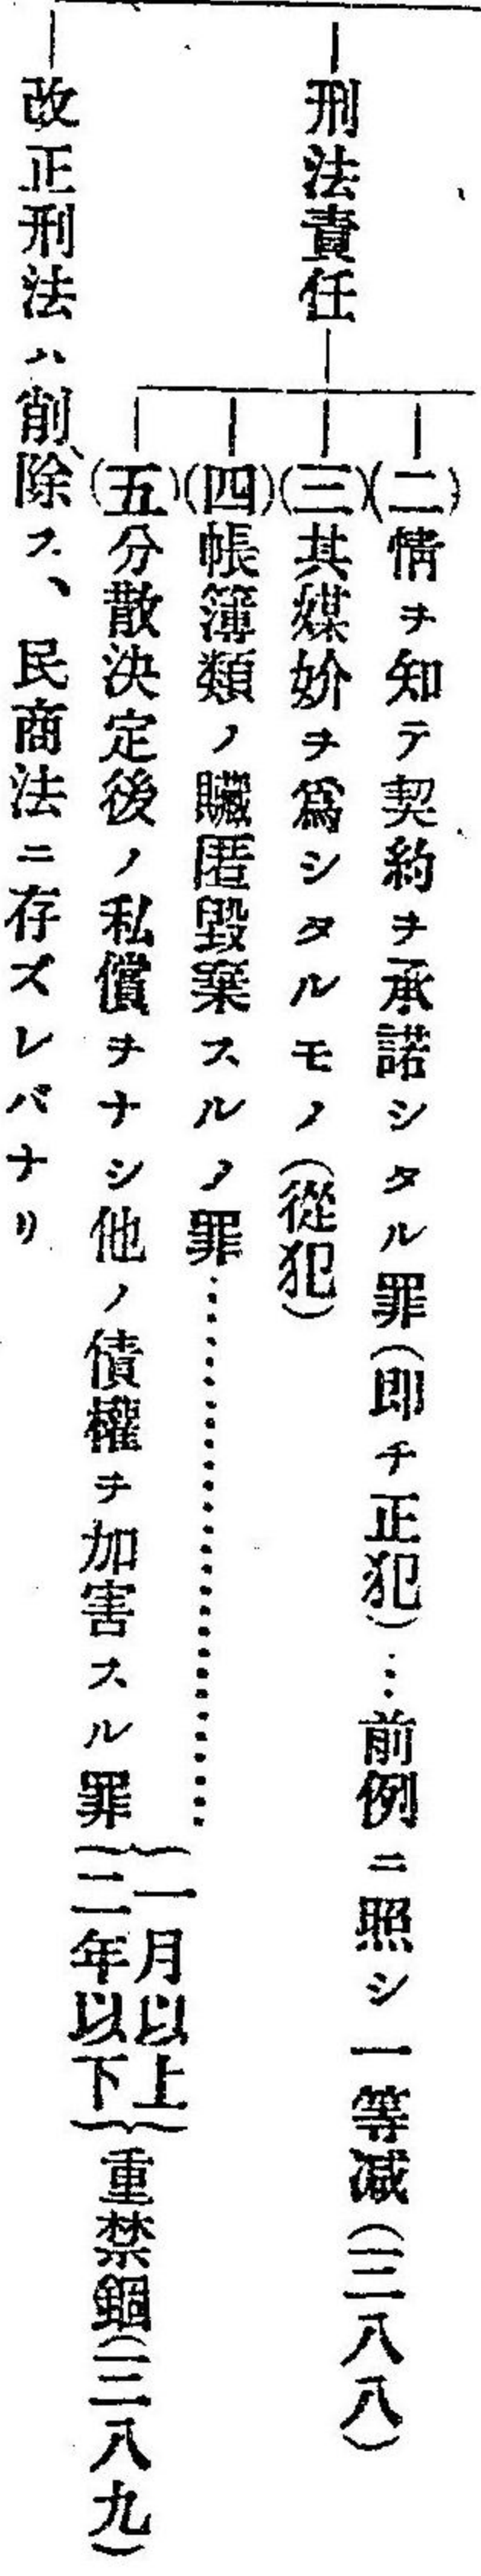 刑法責任
(二)情ヲ知テ契約ヲ承諾シタル罪(即チ正犯)…前例ニ照シ一等減(三八八)
(三)其媒妁ヲ爲シタルモノ(從犯)
(四)帳簿類ノ贓匿毀棄スルノ罪……………………
(五)分散決定後ノ私償ヲナシ他ノ債權ヲ加害スル罪
一月以上
二年以下
重禁錮(三八九)
改正刑法ハ削除ス、民商法ニ存ズレバナリ